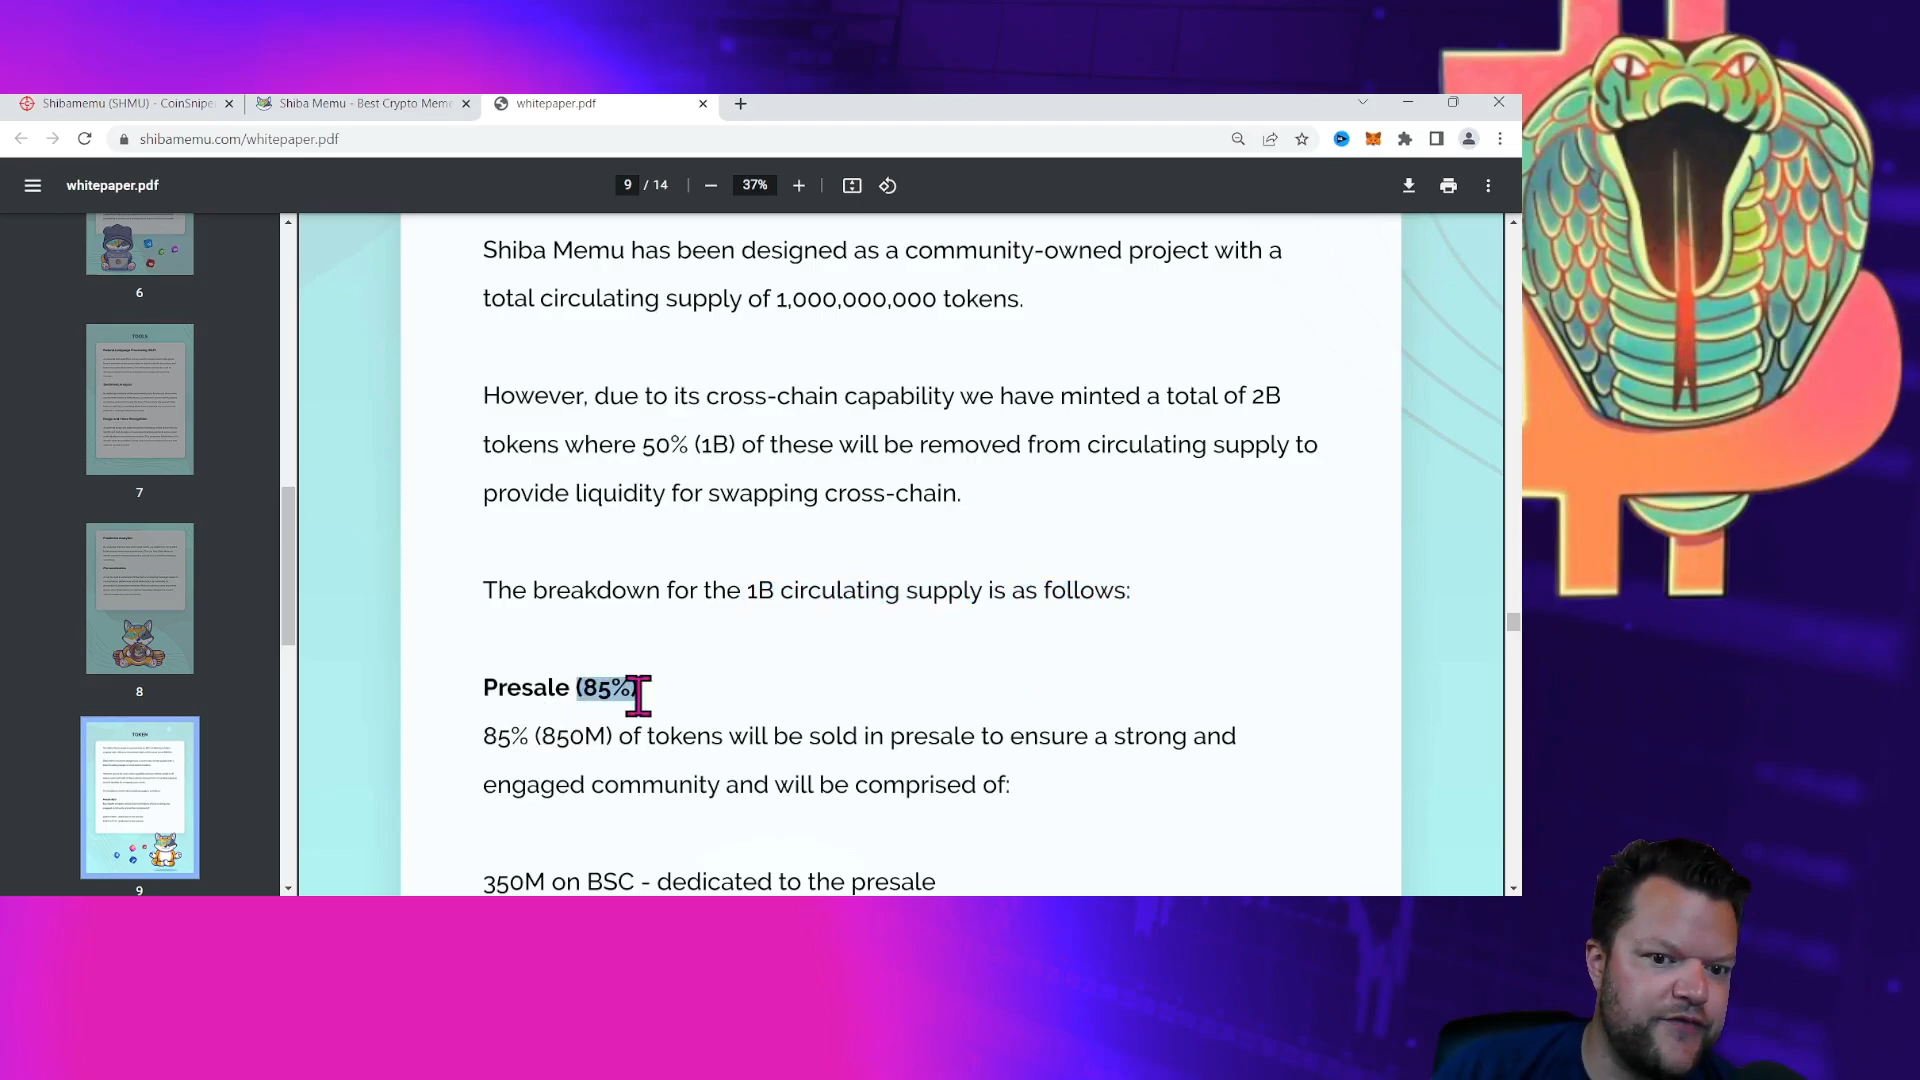 Shibamemu (SHMU) - CoinSnipe
Shiba Memu - Best Crypto Meme
whitepaper.pdf
shibamemu.com/whitepaper.pdf
whitepaper.pdf
9 / 14
37%
6
TOOLS
7
8
TOKEN
9
Shiba Memu has been designed as a community-owned project with a
total circulating supply of 1,000,000,000 tokens.
However, due to its cross-chain capability we have minted a total of 2B
tokens where 50% (1B) of these will be removed from circulating supply to
provide liquidity for swapping cross-chain.
The breakdown for the 1B circulating supply is as follows:
Presale (85%)
85% (850M) of tokens will be sold in presale to ensure a strong and
engaged community and will be comprised of:
350M on BSC - dedicated to the presale